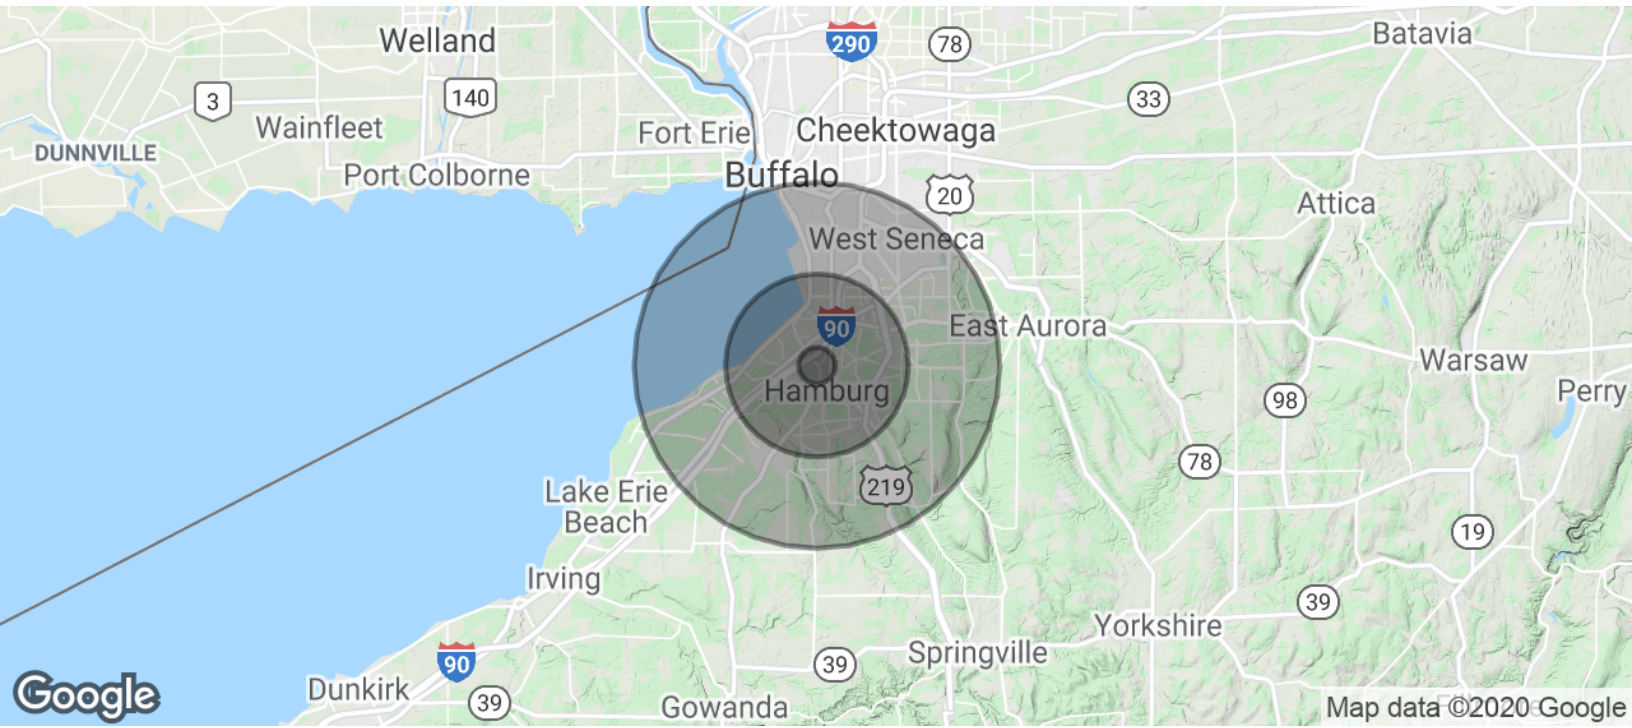 Welland
290
78
Batavia
3
140
33
Wainfleet
Fort Erie
Cheektowaga
DUNNVILLE
Port Colborne
Buffalo
20
Attica
West Seneca
90
East Aurora
Warsaw
Hamburg
98
Perry
78
219
Lake Erie
Beach
19
Irving
39
Yorkshire
90
39
Springville
Google
Dunkirk
39
Gowanda
Map data ©2020 Google